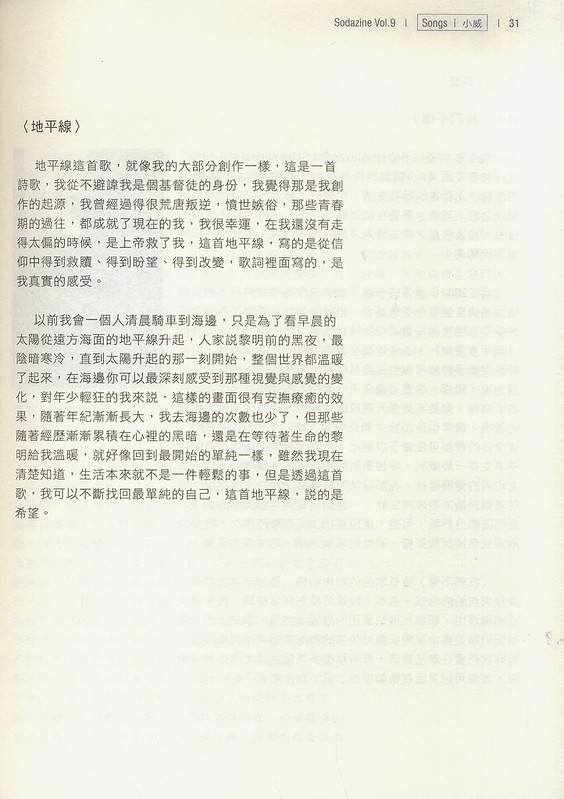 Sodazine Vol.9 | Songs | 小威 | 31
〈地平線〉
地平線這首歌，就像我的大部分創作一樣，這是一首
詩歌，我從不避諱我是個基督徒的身份，我覺得那是我創
作的起源，我曾經過得很荒唐叛逆，憤世嫉俗，那些青春
期的過往，都成就了現在的我，我很幸運，在我還沒有走
得太偏的時候，是上帝救了我，這首地平線，寫的是從信
仰中得到救贖、得到盼望、得到改變，歌詞裡面寫的，是
我真實的感受。
以前我會一個人清晨騎車到海邊，只是為了看早晨的
太陽從遠方海面的地平線升起，人家説黎明前的黑夜，最
陰暗寒冷，直到太陽升起的那一刻開始，整個世界都溫暖
了起來，在海邊你可以最深刻感受到那種視覺與感覺的變
化，對年少輕狂的我來説，這樣的畫面很有安撫療癒的效
果，隨著年紀漸漸長大，我去海邊的次數也少了，但那些
隨著經歷漸漸累積在心裡的黑暗，還是在等待著生命的黎
明給我溫暖，就好像回到最開始的單純一樣，雖然我現在
清楚知道，生活本來就不是一件輕鬆的事，但是透過這首
歌，我可以不斷找回最單純的自己，這首地平線，説的是
希望。